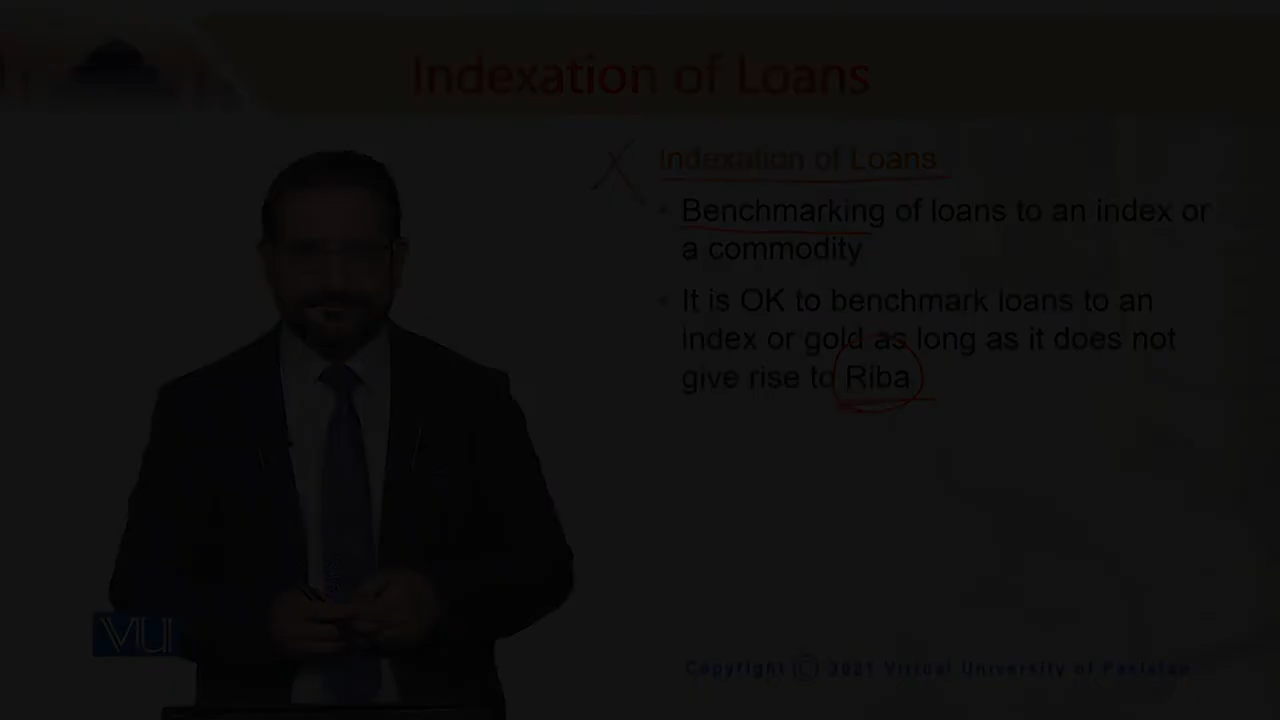 Indexation of Loans
Indexation of Loans
• Benchmarking of loans to an index or
a commodity
• It is OK to benchmark loans to an
index or gold as long as it does not
give rise to Riba
VU
Copyright © 2021 Virtual University of Pakistan